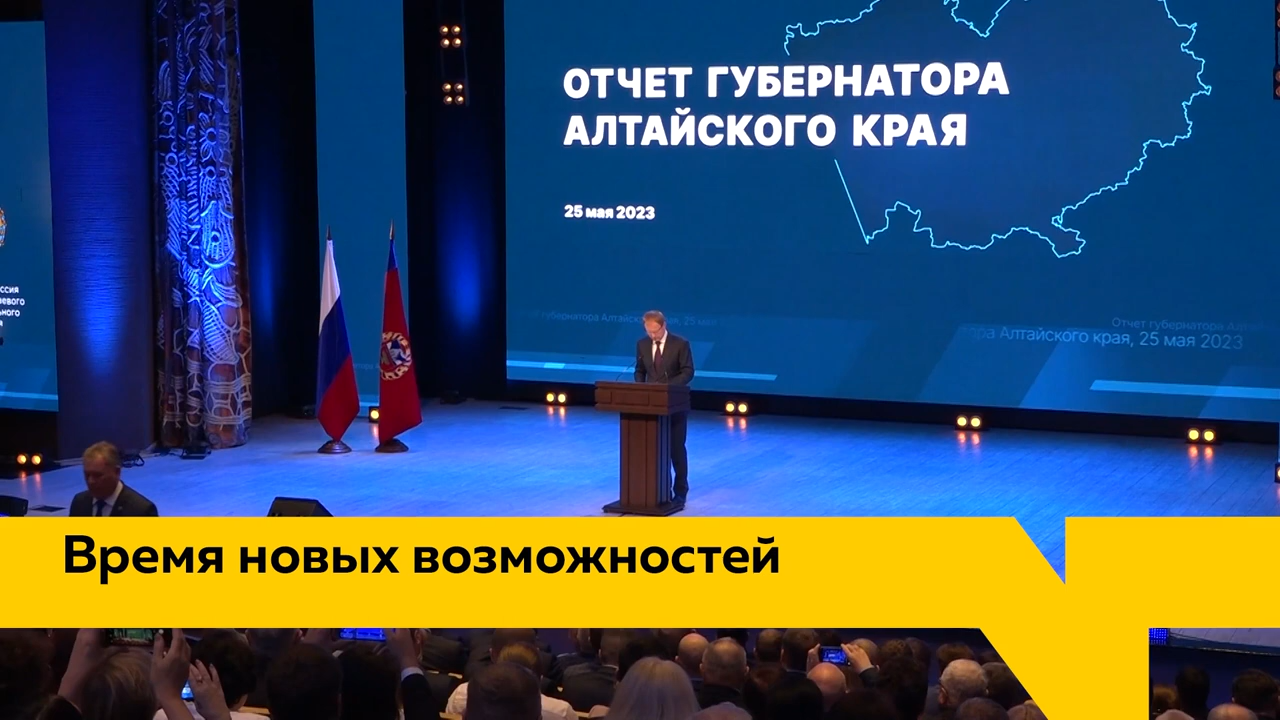 ОТЧЕТ ГУБЕРНАТОРА
АЛТАЙСКОГО КРАЯ
25 мая 2023
Отчет губернатора
Алтайского края, 25 мая 2023
Время новых возможностей